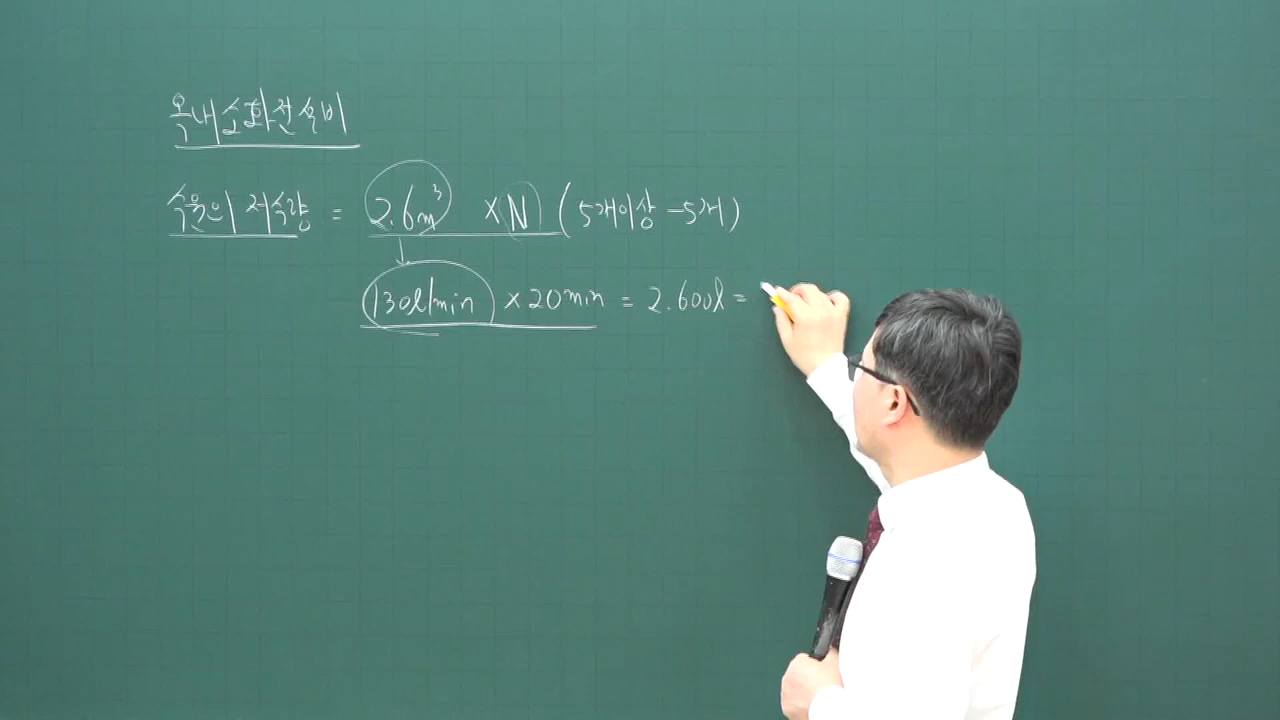 옥내소화전설비
수원의 저수량 = 2.6m³ × N (5개이상 -5개)
130l/min × 20min = 2.600l =